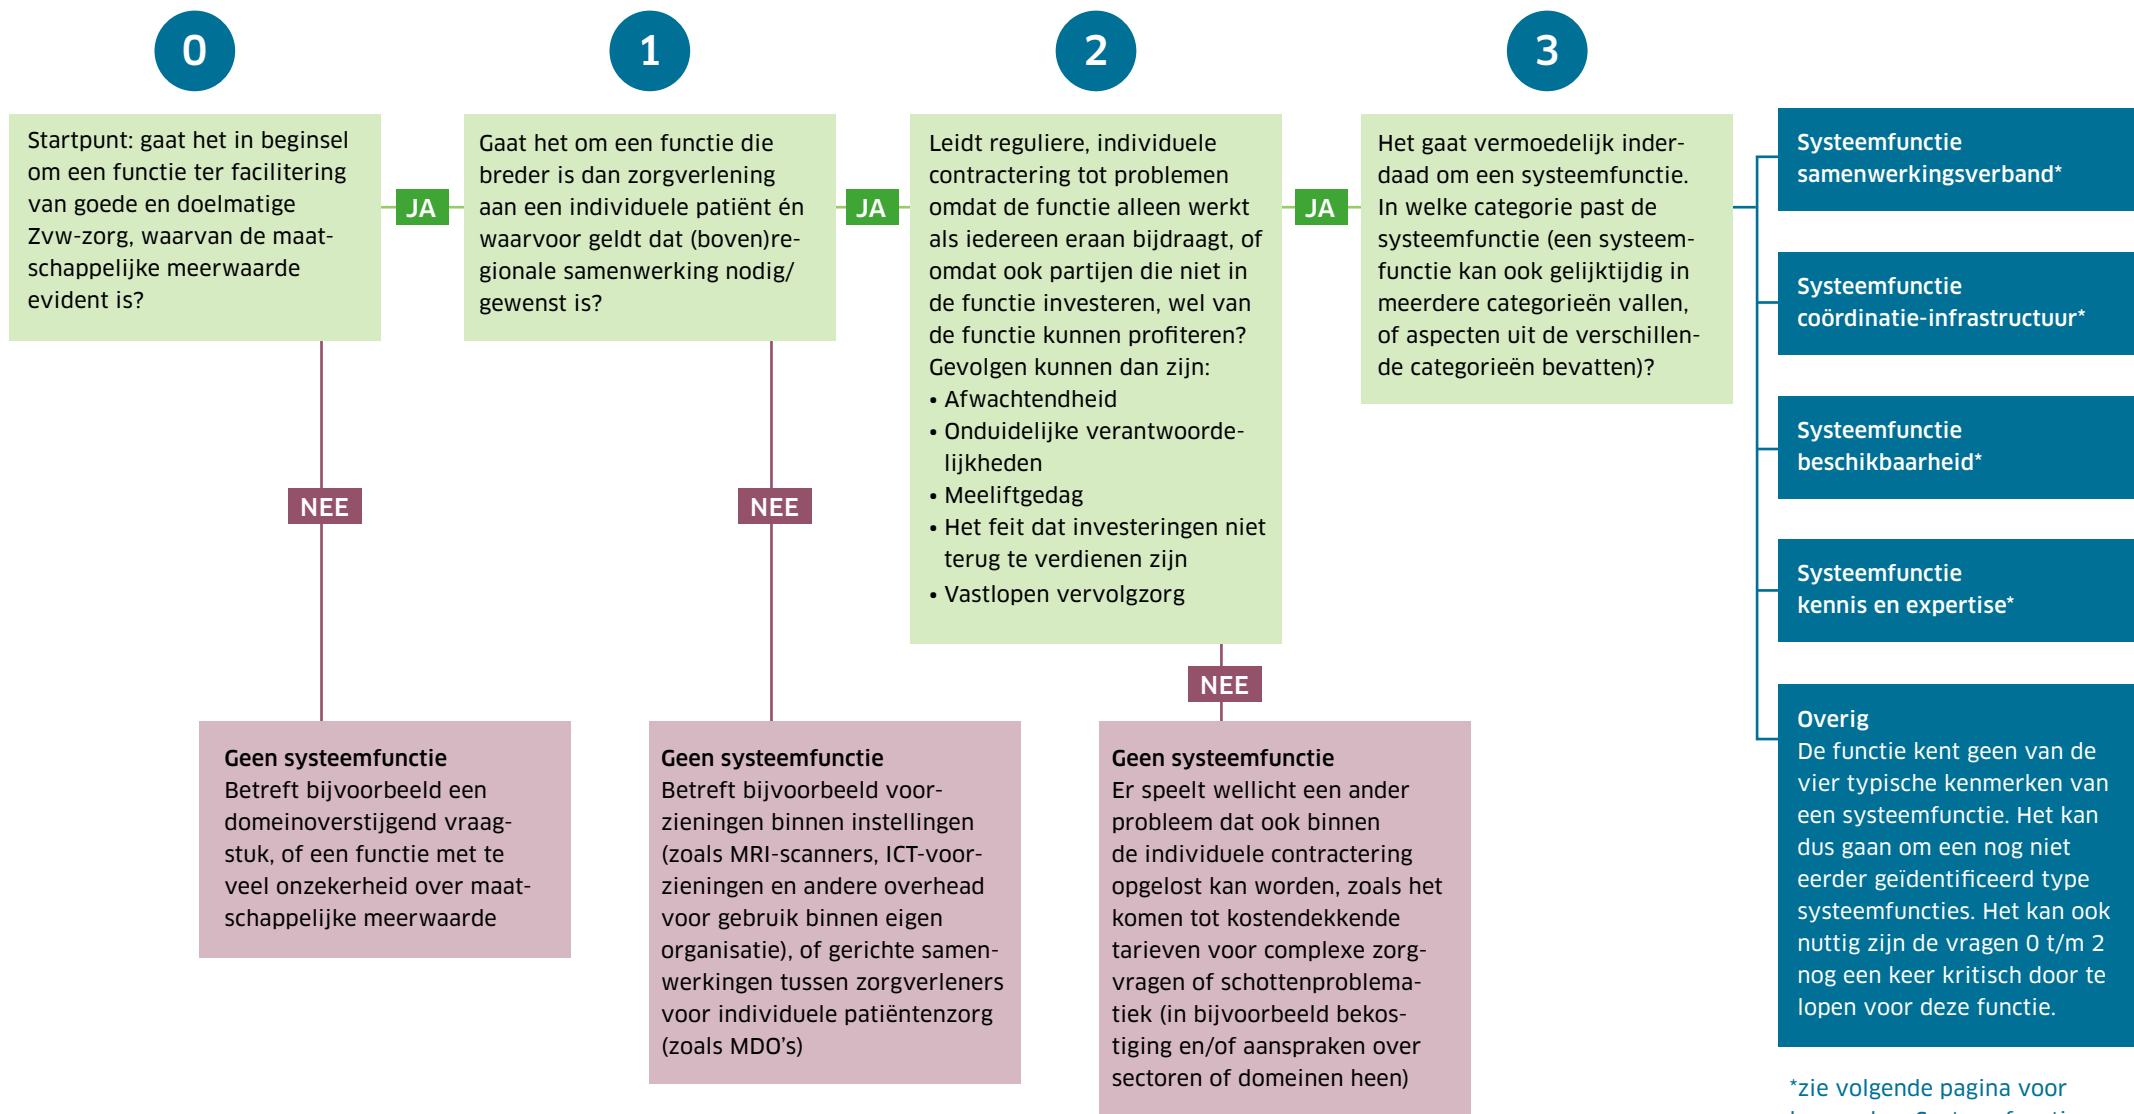 0
1
2
3
Startpunt: gaat het in beginsel
om een functie ter facilitering
van goede en doelmatige
Zvw-zorg, waarvan de maat-
schappelijke meerwaarde
evident is?
JA
NEE
Geen systeemfunctie
Betreft bijvoorbeeld een
domeinoverstijgend vraag-
stuk, of een functie met te
veel onzekerheid over maat-
schappelijke meerwaarde
Gaat het om een functie die
breder is dan zorgverlening
aan een individuele patiënt én
waarvoor geldt dat (boven)re-
gionale samenwerking nodig/
gewenst is?
JA
NEE
Geen systeemfunctie
Betreft bijvoorbeeld voor-
zieningen binnen instellingen
(zoals MRI-scanners, ICT-voor-
zieningen en andere overhead
voor gebruik binnen eigen
organisatie), of gerichte samen-
werkingen tussen zorgverleners
voor individuele patiëntenzorg
(zoals MDO's)
Leidt reguliere, individuele
contractering tot problemen
omdat de functie alleen werkt
als iedereen eraan bijdraagt, of
omdat ook partijen die niet in
de functie investeren, wel van
de functie kunnen profiteren?
Gevolgen kunnen dan zijn:
• Afwachtendheid
• Onduidelijke verantwoorde-
lijkheden
• Meeliftgedag
• Het feit dat investeringen niet
terug te verdienen zijn
• Vastlopen vervolgzorg
JA
NEE
Geen systeemfunctie
Er speelt wellicht een ander
probleem dat ook binnen
de individuele contractering
opgelost kan worden, zoals het
komen tot kostendekkende
tarieven voor complexe zorg-
vragen of schottenproblema-
tiek (in bijvoorbeeld bekos-
tiging en/of aanspraken over
sectoren of domeinen heen)
Het gaat vermoedelijk inder-
daad om een systeemfunctie.
In welke categorie past de
systeemfunctie (een systeem-
functie kan ook gelijktijdig in
meerdere categorieën vallen,
of aspecten uit de verschillen-
de categorieën bevatten)?
Systeemfunctie
samenwerkingsverband*
Systeemfunctie
coördinatie-infrastructuur*
Systeemfunctie
beschikbaarheid*
Systeemfunctie
kennis en expertise*
Overig
De functie kent geen van de
vier typische kenmerken van
een systeemfunctie. Het kan
dus gaan om een nog niet
eerder geïdentificeerd type
systeemfuncties. Het kan ook
nuttig zijn de vragen 0 t/m 2
nog een keer kritisch door te
lopen voor deze functie.
*zie volgende pagina voor